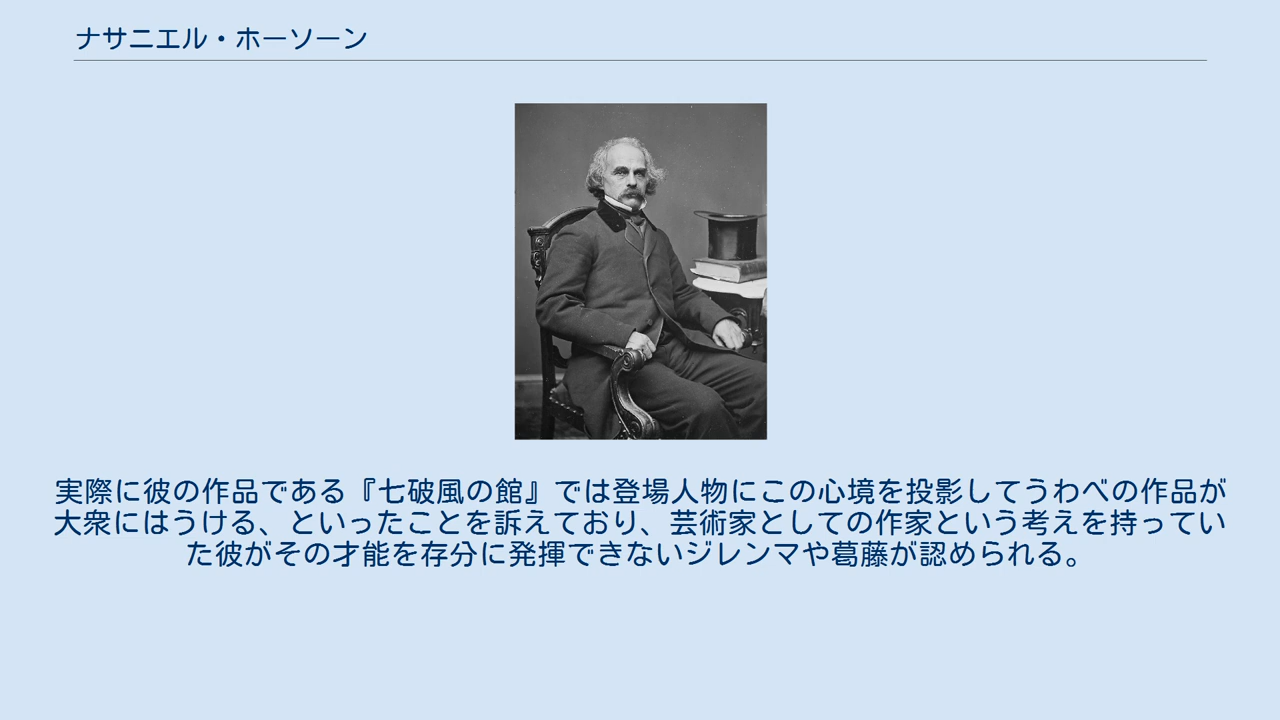 ナサニエル・ホーソーン
実際に彼の作品である『七破風の館』では登場人物にこの心境を投影してうわべの作品が
大衆にはうける、といったことを訴えており、芸術家としての作家という考えを持ってい
た彼がその才能を存分に発揮できないジレンマや葛藤が認められる。